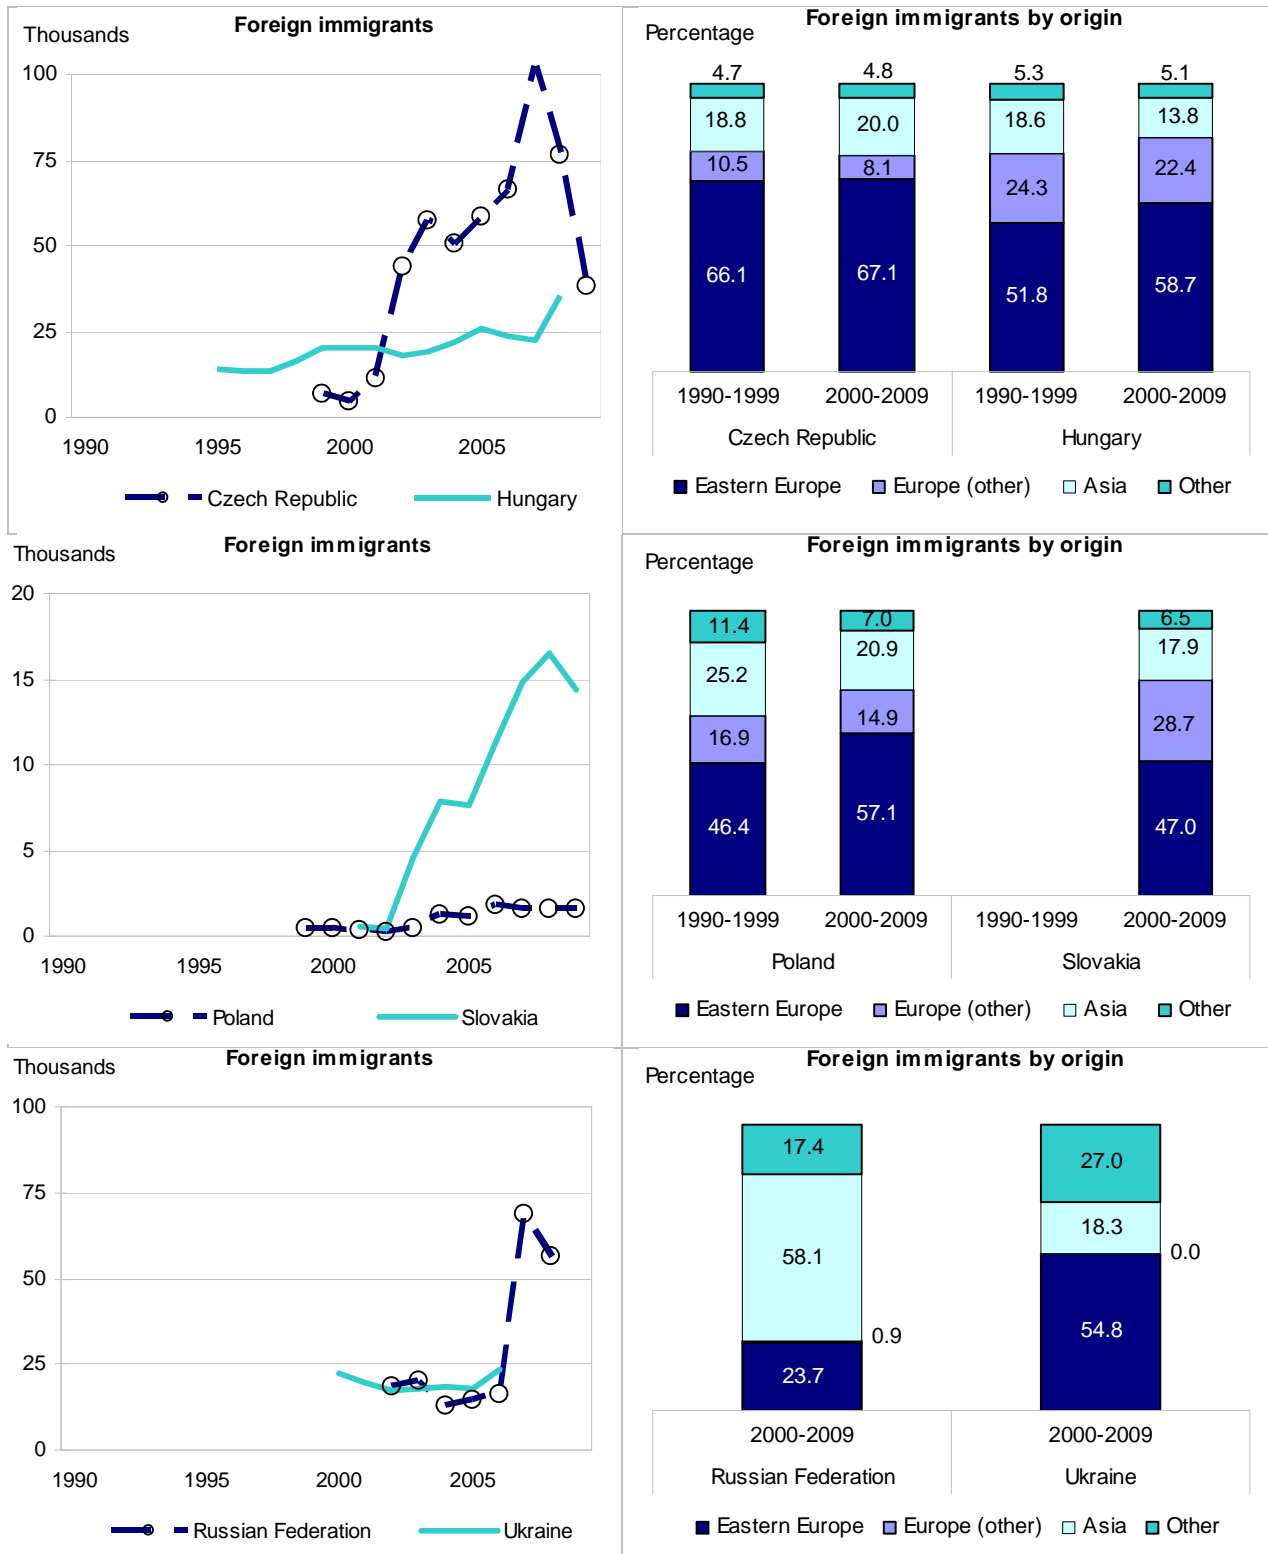 Foreign immigrants
Thousands
100
75
50
25
0
1990 1995 2000 2005
Czech Republic Hungary
Foreign immigrants by origin
Percentage
4.7 4.8 5.3 5.1
18.8 20.0 18.6 13.8
10.5 8.1 24.3 22.4
66.1 67.1 51.8 58.7
1990-1999 2000-2009 1990-1999 2000-2009
Czech Republic Hungary
Eastern Europe Europe (other) Asia Other
Foreign immigrants
Thousands
20
15
10
5
0
1990 1995 2000 2005
Poland Slovakia
Foreign immigrants by origin
Percentage
11.4 7.0 6.5
25.2 20.9 17.9
16.9 14.9 28.7
46.4 57.1 47.0
1990-1999 2000-2009 1990-1999 2000-2009
Poland Slovakia
Eastern Europe Europe (other) Asia Other
Foreign immigrants
Thousands
100
75
50
25
0
1990 1995 2000 2005
Russian Federation Ukraine
Foreign immigrants by origin
Percentage
17.4 27.0
58.1 18.3
0.9 0.0
23.7 54.8
2000-2009 2000-2009
Russian Federation Ukraine
Eastern Europe Europe (other) Asia Other